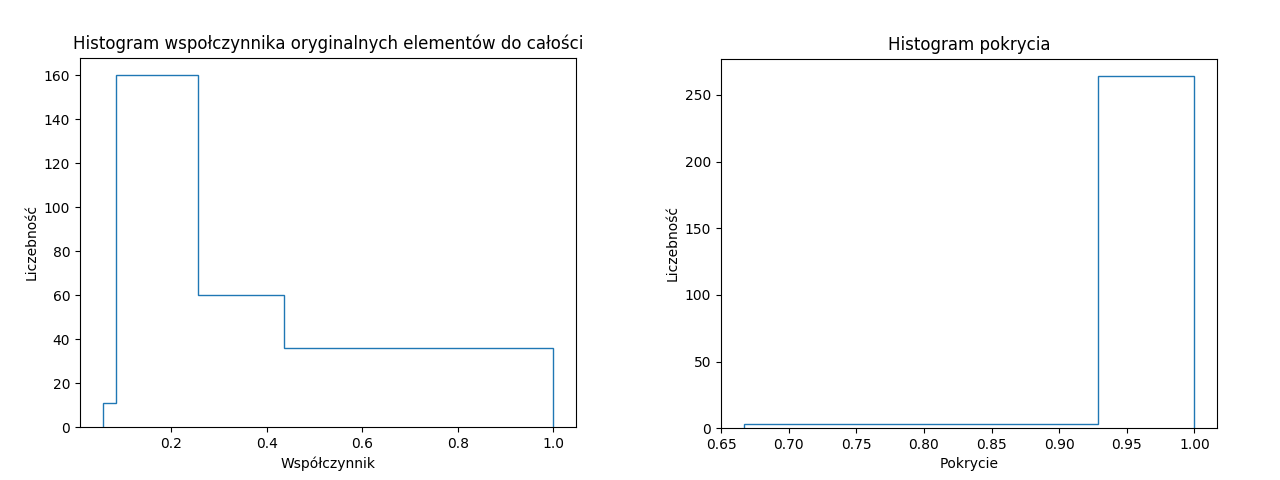 Histogram wspołczynnika oryginalnych elementów do całości
160
140
120
100
80
60
40
20
0
Liczebność
0.2 0.4 0.6 0.8 1.0
Współczynnik
Histogram pokrycia
250
200
150
100
50
0
Liczebność
0.65 0.70 0.75 0.80 0.85 0.90 0.95 1.00
Pokrycie